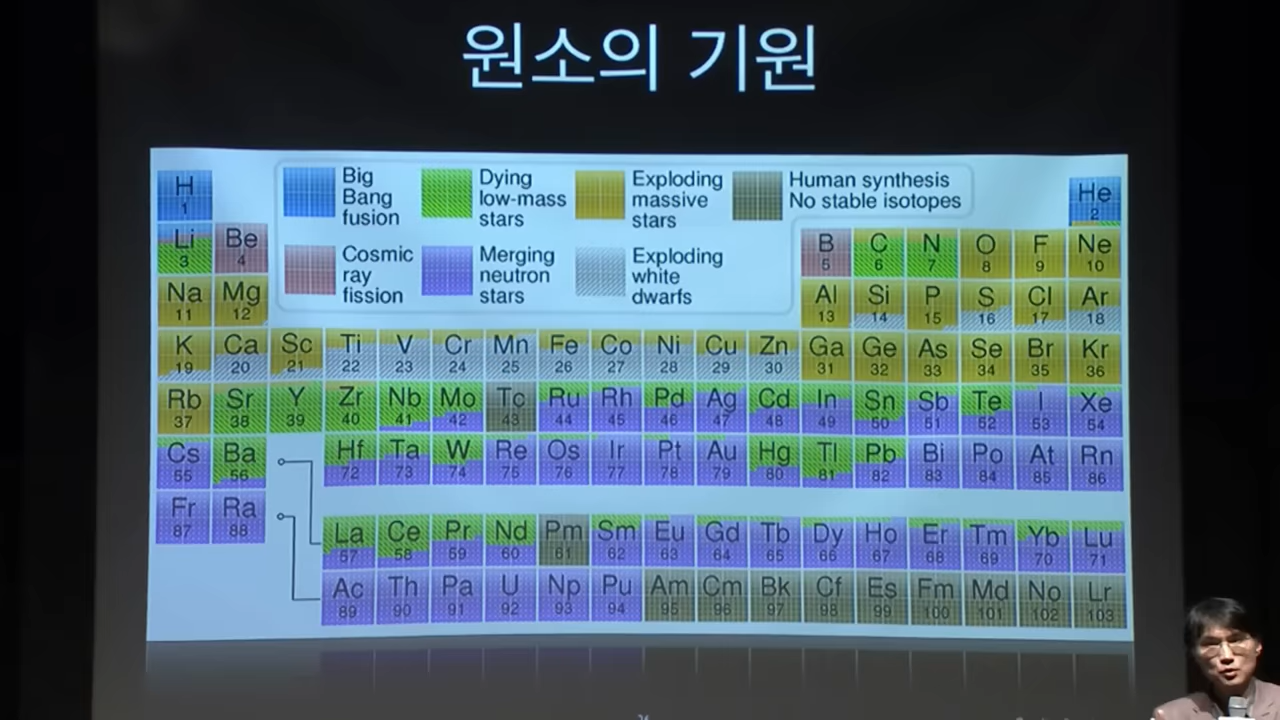 원소의 기원
Big
Bang
fusion
Dying
low-mass
stars
Exploding
massive
stars
Human synthesis
No stable isotopes
Cosmic
ray
fission
Merging
neutron
stars
Exploding
white
dwarfs
H He
1 2
Li Be B C N O F Ne
3 4 5 6 7 8 9 10
Na Mg Al Si P S Cl Ar
11 12 13 14 15 16 17 18
K Ca Sc Ti V Cr Mn Fe Co Ni Cu Zn Ga Ge As Se Br Kr
19 20 21 22 23 24 25 26 27 28 29 30 31 32 33 34 35 36
Rb Sr Y Zr Nb Mo Tc Ru Rh Pd Ag Cd In Sn Sb Te I Xe
37 38 39 40 41 42 43 44 45 46 47 48 49 50 51 52 53 54
Cs Ba Hf Ta W Re Os Ir Pt Au Hg Tl Pb Bi Po At Rn
55 56 72 73 74 75 76 77 78 79 80 81 82 83 84 85 86
Fr Ra
87 88
La Ce Pr Nd Pm Sm Eu Gd Tb Dy Ho Er Tm Yb Lu
57 58 59 60 61 62 63 64 65 66 67 68 69 70 71
Ac Th Pa U Np Pu Am Cm Bk Cf Es Fm Md No Lr
89 90 91 92 93 94 95 96 97 98 99 100 101 102 103